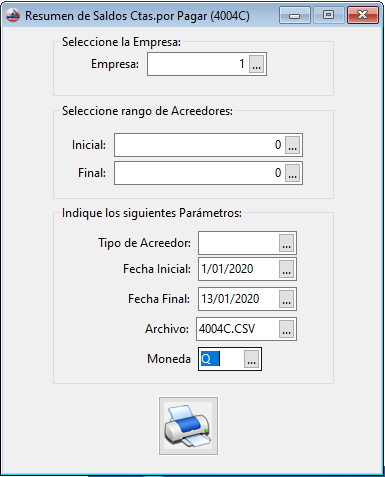 Resumen de Saldos Ctas.por Pagar (4004C)
Seleccione la Empresa:
Empresa: 1 ...
Seleccione rango de Acreedores:
Inicial: 0 ...
Final: 0 ...
Indique los siguientes Parámetros:
Tipo de Acreedor: ...
Fecha Inicial: 1/01/2020 ...
Fecha Final: 13/01/2020 ...
Archivo: 4004C.CSV ...
Moneda Q ...